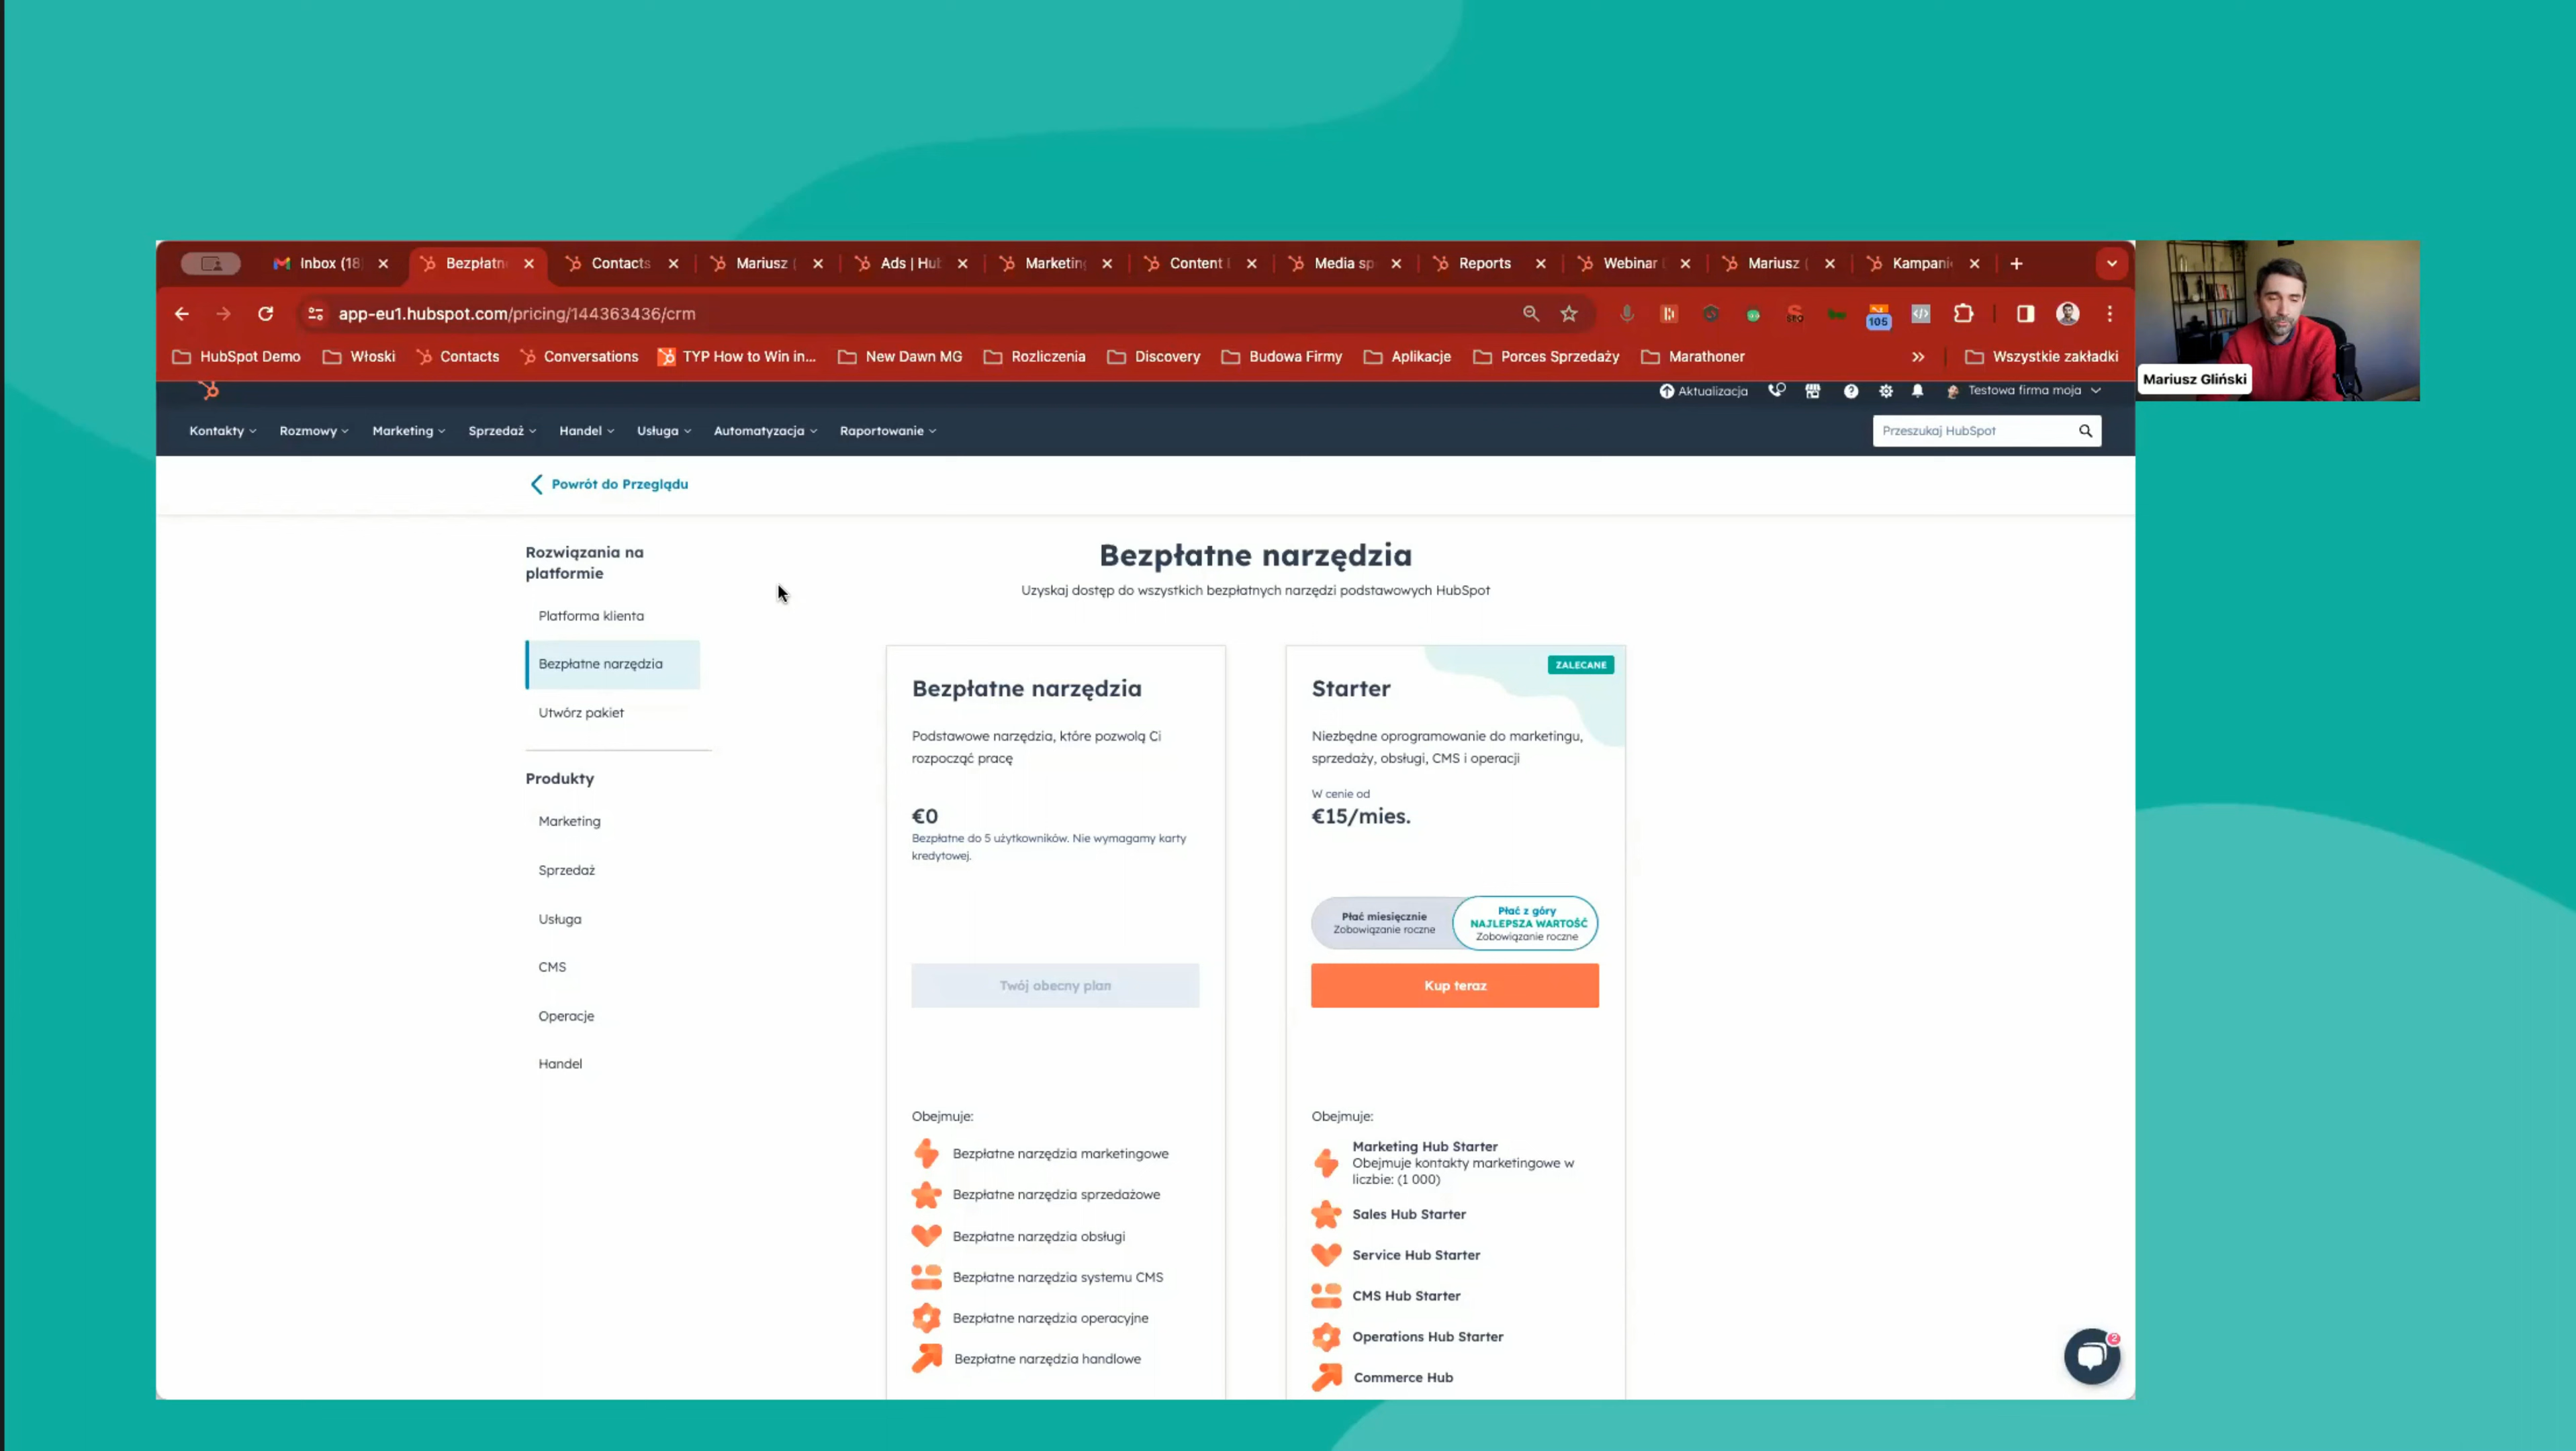 Inbox (18
Bezpłatn
Contacts
Mariusz (
Ads | Hub
Marketing
Content
Media sp
Reports
Webinar
Mariusz (
Kampani
app-eu1.hubspot.com/pricing/144363436/crm
105
HubSpot Demo
Włoski
Contacts
Conversations
TYP How to Win in...
New Dawn MG
Rozliczenia
Discovery
Budowa Firmy
Aplikacje
Porces Sprzedaży
Marathoner
»
Wszystkie zakładki
Mariusz Gliński
Aktualizacja
Testowa firma moja
Kontakty
Rozmowy
Marketing
Sprzedaż
Handel
Usługa
Automatyzacja
Raportowanie
Przeszukaj HubSpot
Powrót do Przeglądu
Rozwiązania na
platformie
Platforma klienta
Bezpłatne narzędzia
Utwórz pakiet
Produkty
Marketing
Sprzedaż
Usługa
CMS
Operacje
Handel
Bezpłatne narzędzia
Uzyskaj dostęp do wszystkich bezpłatnych narzędzi podstawowych HubSpot
Bezpłatne narzędzia
Podstawowe narzędzia, które pozwolą Ci
rozpocząć pracę
€0
Bezpłatne do 5 użytkowników. Nie wymagamy karty
kredytowej.
Twój obecny plan
Obejmuje:
Bezpłatne narzędzia marketingowe
Bezpłatne narzędzia sprzedażowe
Bezpłatne narzędzia obsługi
Bezpłatne narzędzia systemu CMS
Bezpłatne narzędzia operacyjne
Bezpłatne narzędzia handlowe
ZALECANE
Starter
Niezbędne oprogramowanie do marketingu,
sprzedaży, obsługi, CMS i operacji
W cenie od
€15/mies.
Płać miesięcznie
Zobowiązanie roczne
Płać z góry
NAJLEPSZA WARTOŚĆ
Zobowiązanie roczne
Kup teraz
Obejmuje:
Marketing Hub Starter
Obejmuje kontakty marketingowe w
liczbie: (1 000)
Sales Hub Starter
Service Hub Starter
CMS Hub Starter
Operations Hub Starter
Commerce Hub
2